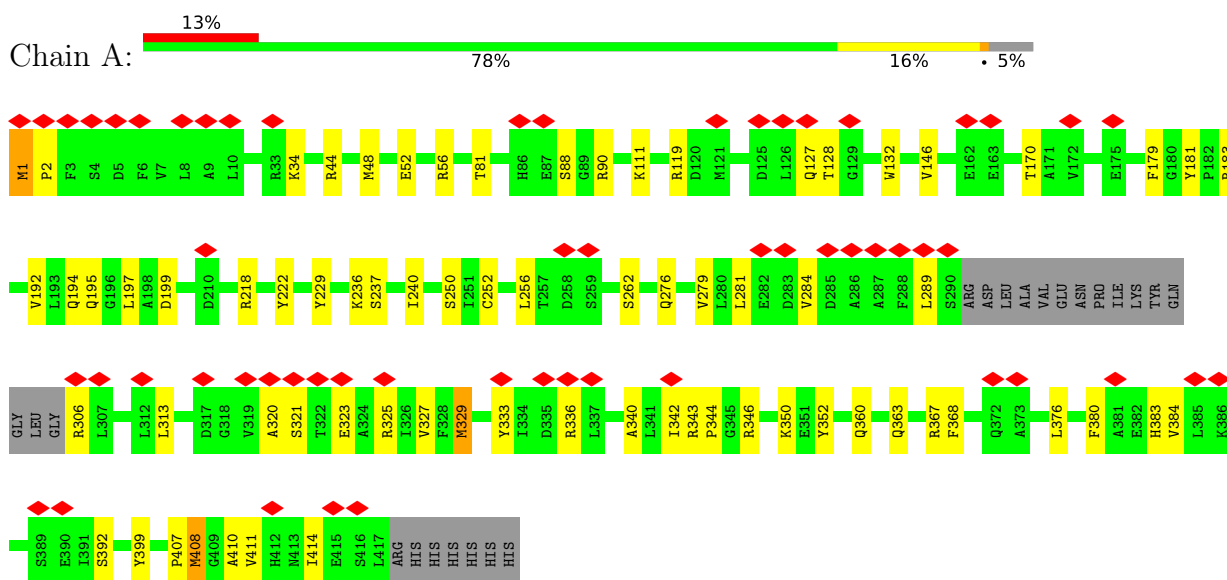 13%
Chain A:
78% 16% • 5%
M1 P2 F3 S4 D5 F6 V7 L8 A9 L10 R33 K34 R44 M48 E52 R56 T81 H86 E87 S88 G89 R90 K111 R119 D120 M121 D125 L126 Q127 T128 G129 W132 V146 E162 E163 T170 A171 V172 E175 F179 G180 Y181 P182 R183
V192 L193 Q194 Q195 G196 L197 A198 D199 D210 R218 Y222 Y229 K236 S237 I240 S250 I251 C252 L256 T257 D258 S259 S262 Q276 V279 L280 L281 E282 D283 V284 D285 A286 A287 F288 L289 S290 ARG ASP LEU ALA VAL GLU ASN PRO ILE LYS TYR GLN
GLY LEU GLY R306 L307 L312 L313 D317 G318 V319 A320 S321 T322 E323 A324 R325 I326 V327 F328 M329 Y333 I334 D335 R336 L337 A340 L341 I342 R343 P344 G345 R346 K350 E351 Y352 Q360 Q363 R367 F368 Q372 A373 L376 F380 A381 E382 H383 V384 L385 K386
S389 E390 I391 S392 Y399 P407 M408 G409 A410 V411 H412 N413 I414 E415 S416 L417 ARG HIS HIS HIS HIS HIS HIS